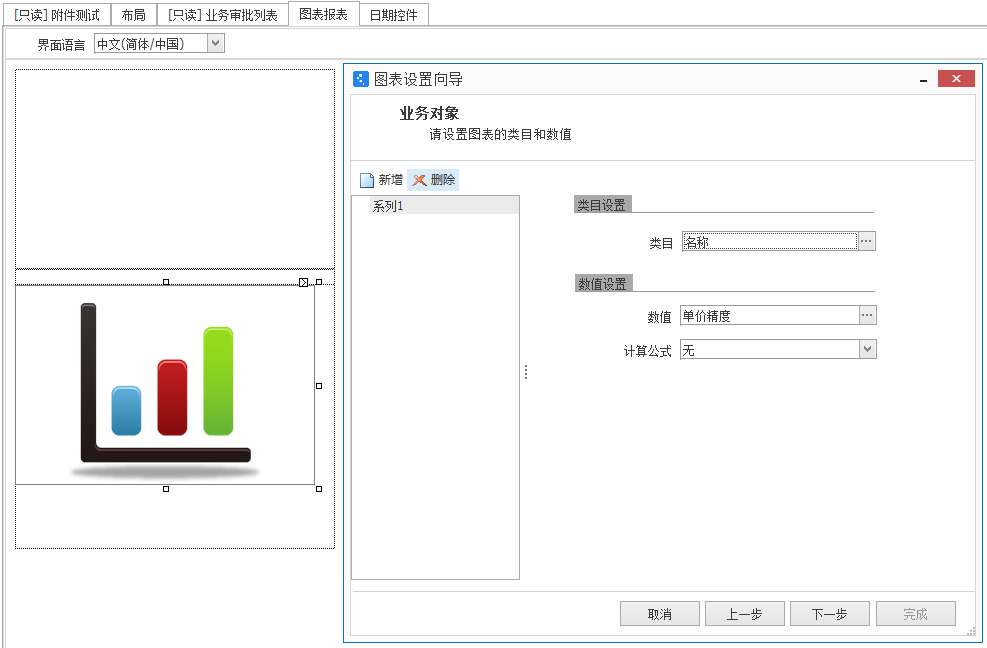 [只读] 附件测试 布局 [只读] 业务审批列表 图表报表 日期控件
界面语言 中文(简体/中国)
图表设置向导
业务对象
请设置图表的类目和数值
新增 删除
系列1
类目设置
类目 名称
数值设置
数值 单价精度
计算公式 无
取消 上一步 下一步 完成